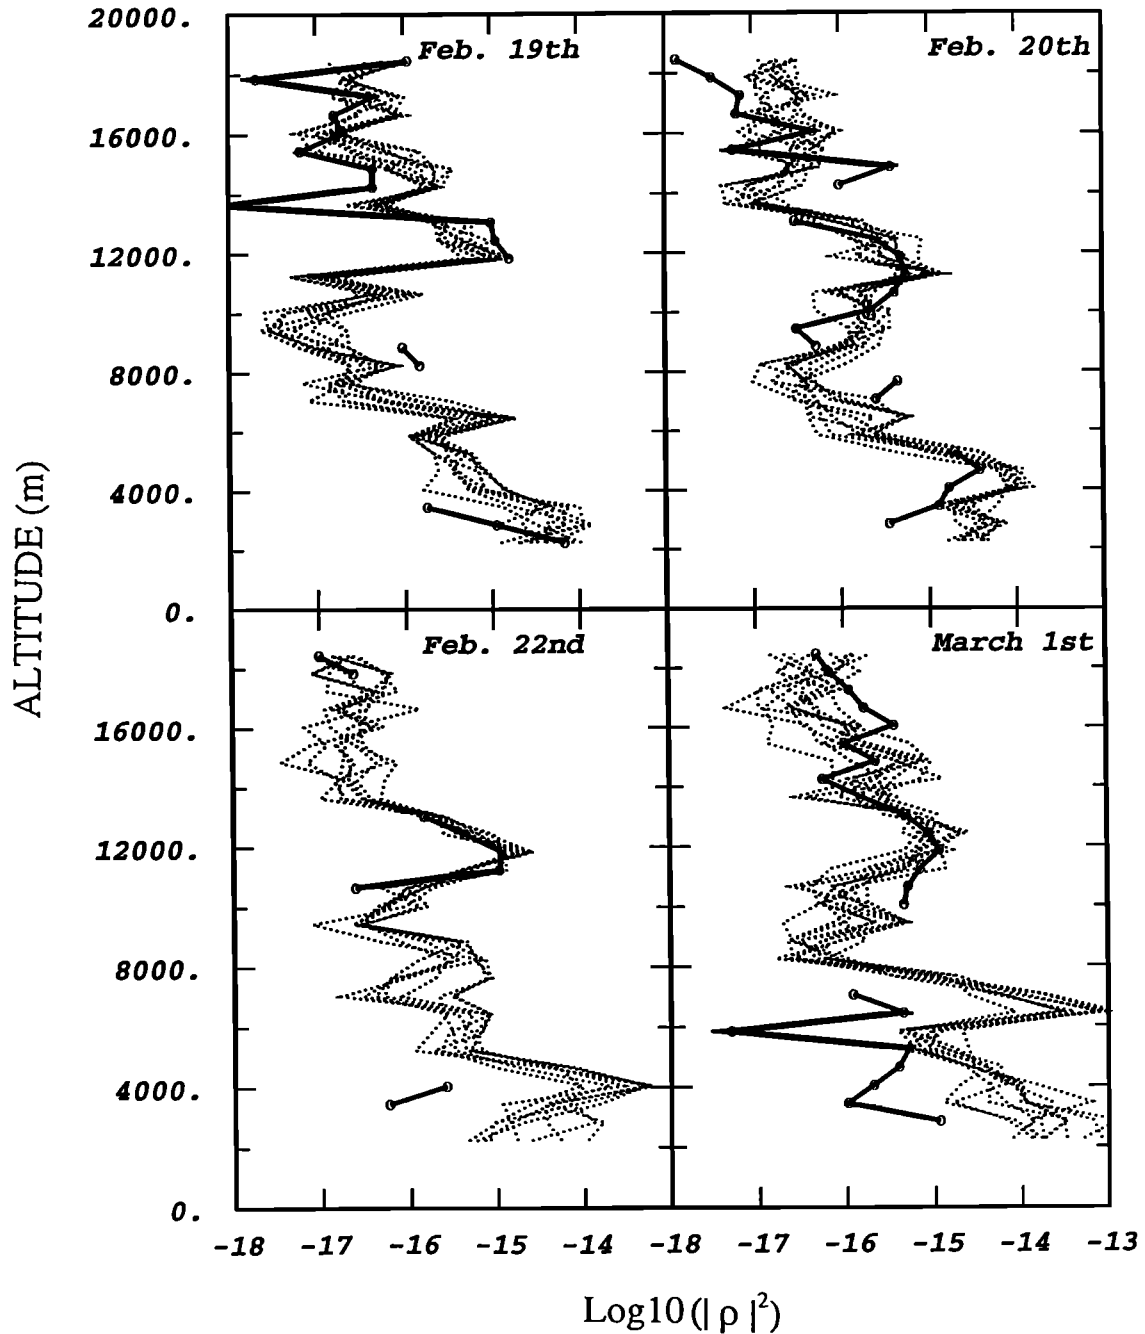 20000.
16000.
12000.
8000.
4000.
0.
Feb. 19th
Feb. 20th
ALTITUDE (m)
Feb. 22nd
March 1st
16000.
12000.
8000.
4000.
0.
-18 -17 -16 -15 -14 -18 -17 -16 -15 -14 -13
Log10 (| ρ |²)